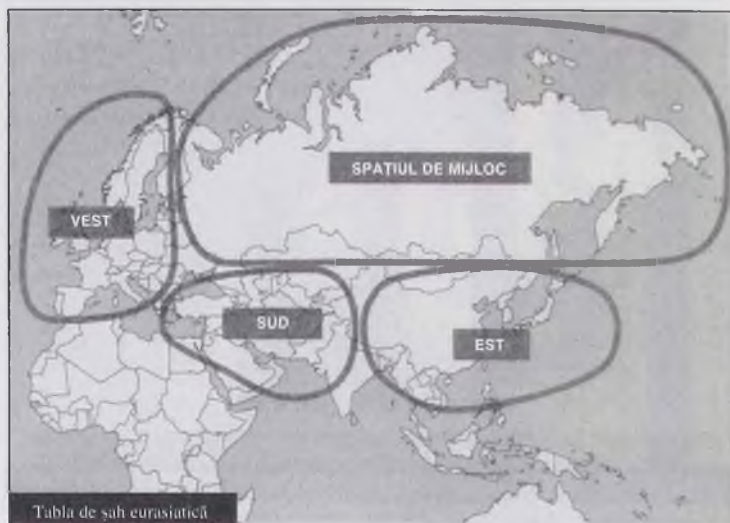 SPAȚIUL DE MIJLOC
VEST
SUD
EST
Tabla de șah eurasiatică